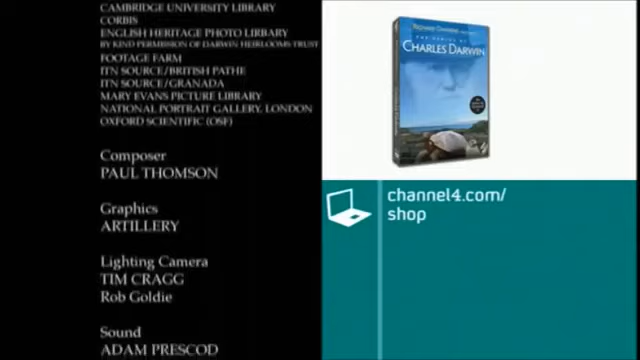 CAMBRIDGE UNIVERSITY LIBRARY
CORBIS
ENGLISH HERITAGE PHOTO LIBRARY
BY KIND PERMISSION OF DARWIN HEIRLOOMS TRUST
FOOTAGE FARM
ITN SOURCE/BRITISH PATHE
ITN SOURCE/GRANADA
MARY EVANS PICTURE LIBRARY
NATIONAL PORTRAIT GALLERY, LONDON
OXFORD SCIENTIFIC (OSF)
Composer
PAUL THOMSON
Graphics
ARTILLERY
Lighting Camera
TIM CRAGG
Rob Goldie
Sound
ADAM PRESCOD
CHARLES DARWIN
channel4.com/
shop